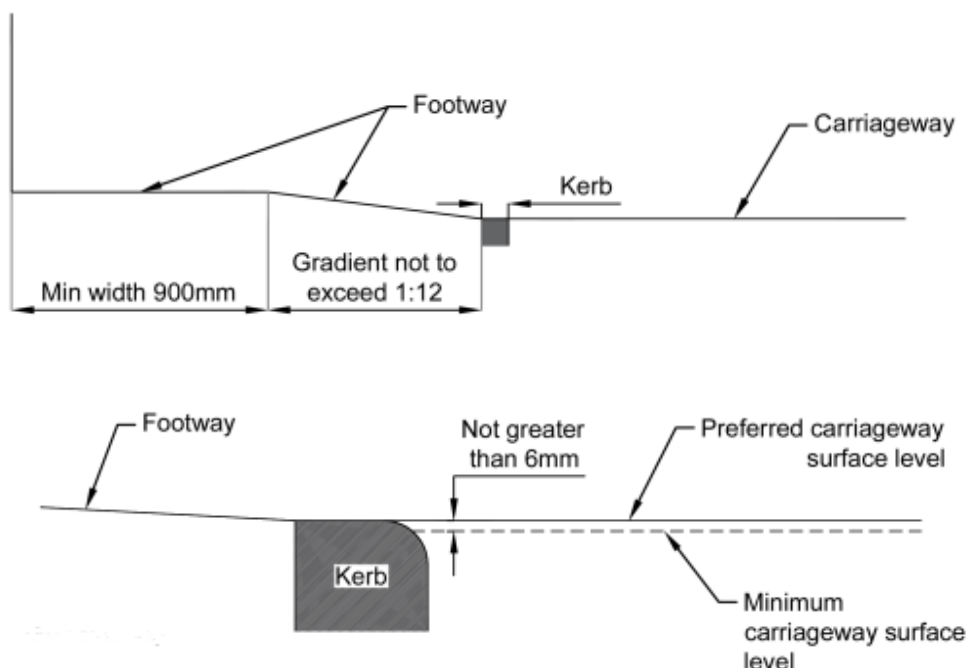 Footway
Carriageway
Kerb
Gradient not to
exceed 1:12
Min width 900mm
Footway
Not greater
than 6mm
Preferred carriageway
surface level
Kerb
Minimum
carriageway surface
level